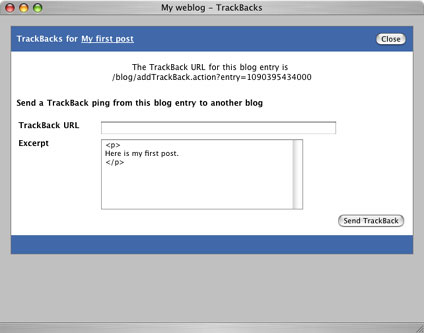 My weblog - TrackBacks
TrackBacks for My first post
Close
The TrackBack URL for this blog entry is
/blog/addTrackBack.action?entry=1090395434000
Send a TrackBack ping from this blog entry to another blog
TrackBack URL
Excerpt
<p>
Here is my first post.
</p>
Send TrackBack